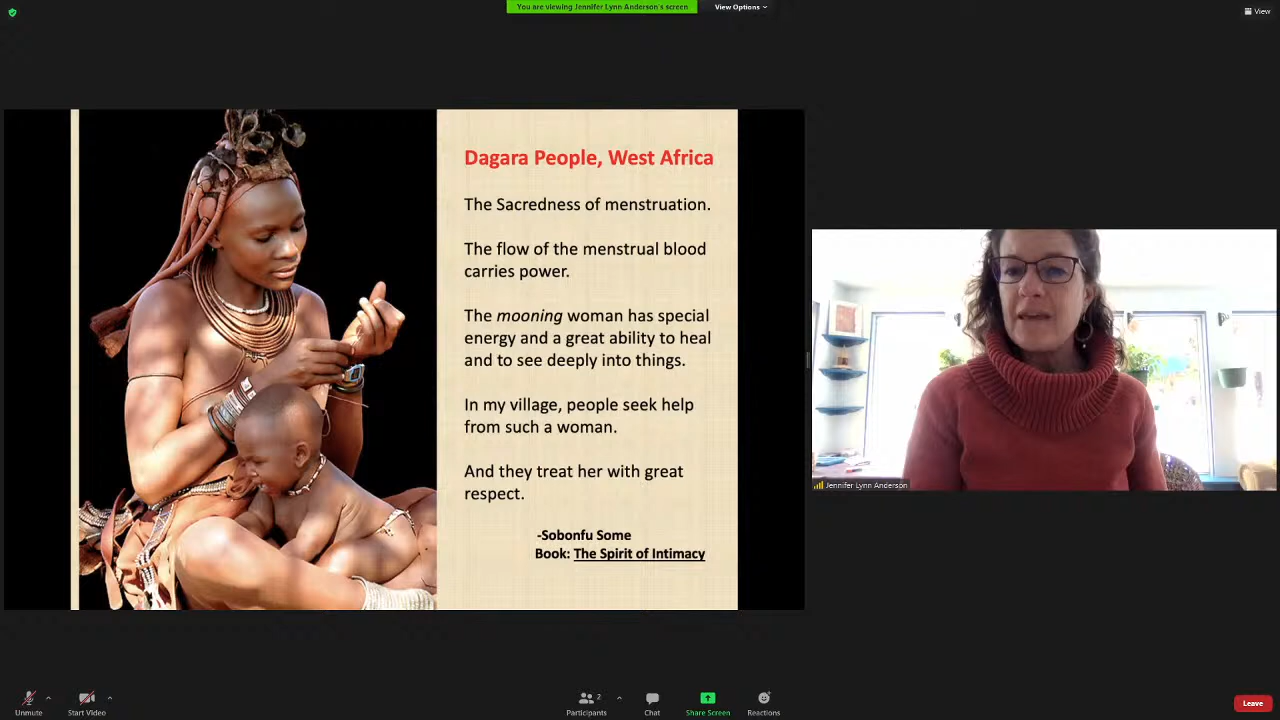 You are viewing Jennifer Lynn Anderson's screen
View Options
View
Dagara People, West Africa
The Sacredness of menstruation.
The flow of the menstrual blood
carries power.
The mooning woman has special
energy and a great ability to heal
and to see deeply into things.
In my village, people seek help
from such a woman.
And they treat her with great
respect.
-Sobonfu Some
Book: The Spirit of Intimacy
Jennifer Lynn Anderson
Unmute
Start Video
2
Participants
Chat
Share Screen
Reactions
Leave